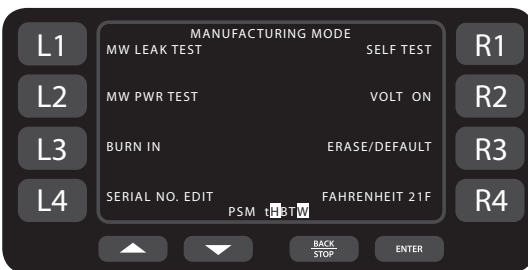 MANUFACTURING MODE
L1 MW LEAK TEST SELF TEST R1
L2 MW PWR TEST VOLT ON R2
L3 BURN IN ERASE/DEFAULT R3
L4 SERIAL NO. EDIT FAHRENHEIT 21F R4
PSM tHBTW
BACK
STOP
ENTER